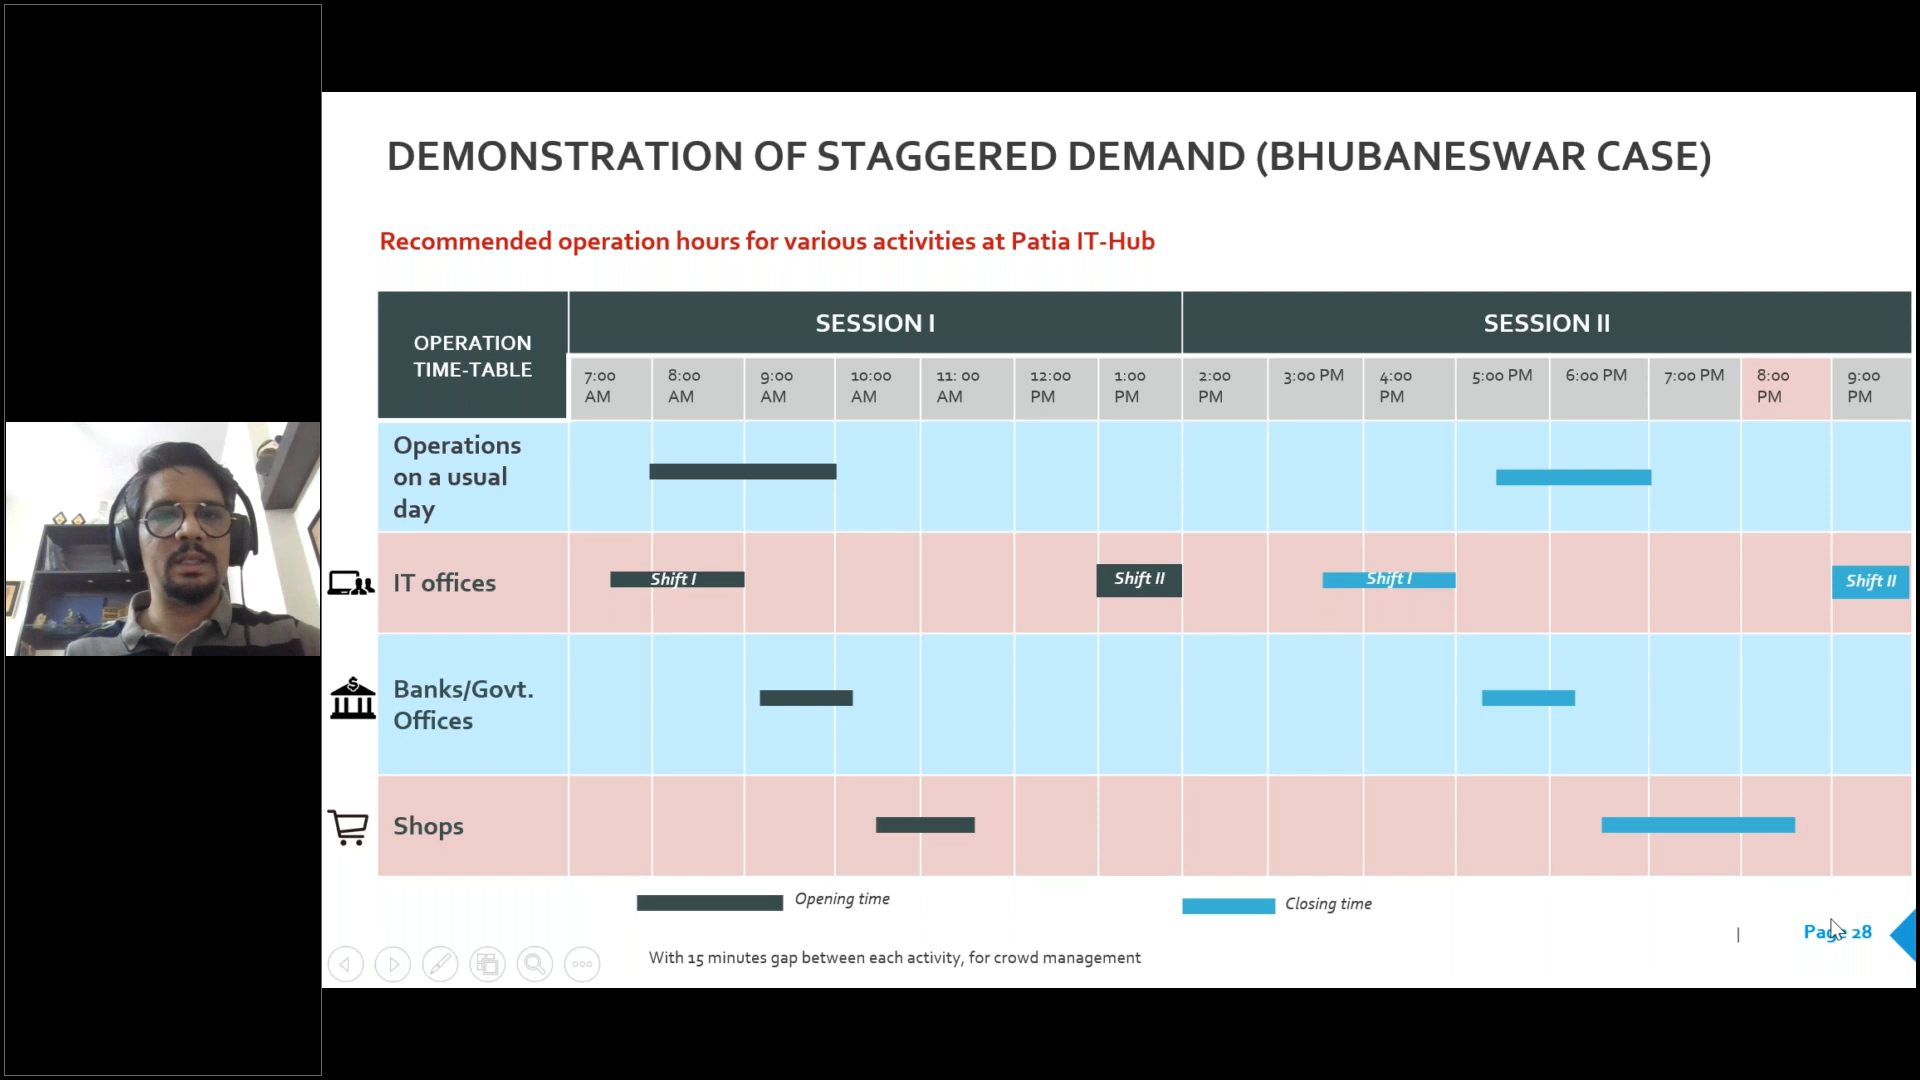 DEMONSTRATION OF STAGGERED DEMAND (BHUBANESWAR CASE)
Recommended operation hours for various activities at Patia IT-Hub
OPERATION
TIME-TABLE
SESSION I
SESSION II
7:00
AM
8:00
AM
9:00
AM
10:00
AM
11: 00
AM
12:00
PM
1:00
PM
2:00
PM
3:00 PM
4:00
PM
5:00 PM
6:00 PM
7:00 PM
8:00
PM
9:00
PM
Operations
on a usual
day
IT offices
Shift I
Shift II
Shift I
Shift II
Banks/Govt.
Offices
Shops
Opening time
Closing time
With 15 minutes gap between each activity, for crowd management
|
Page 28